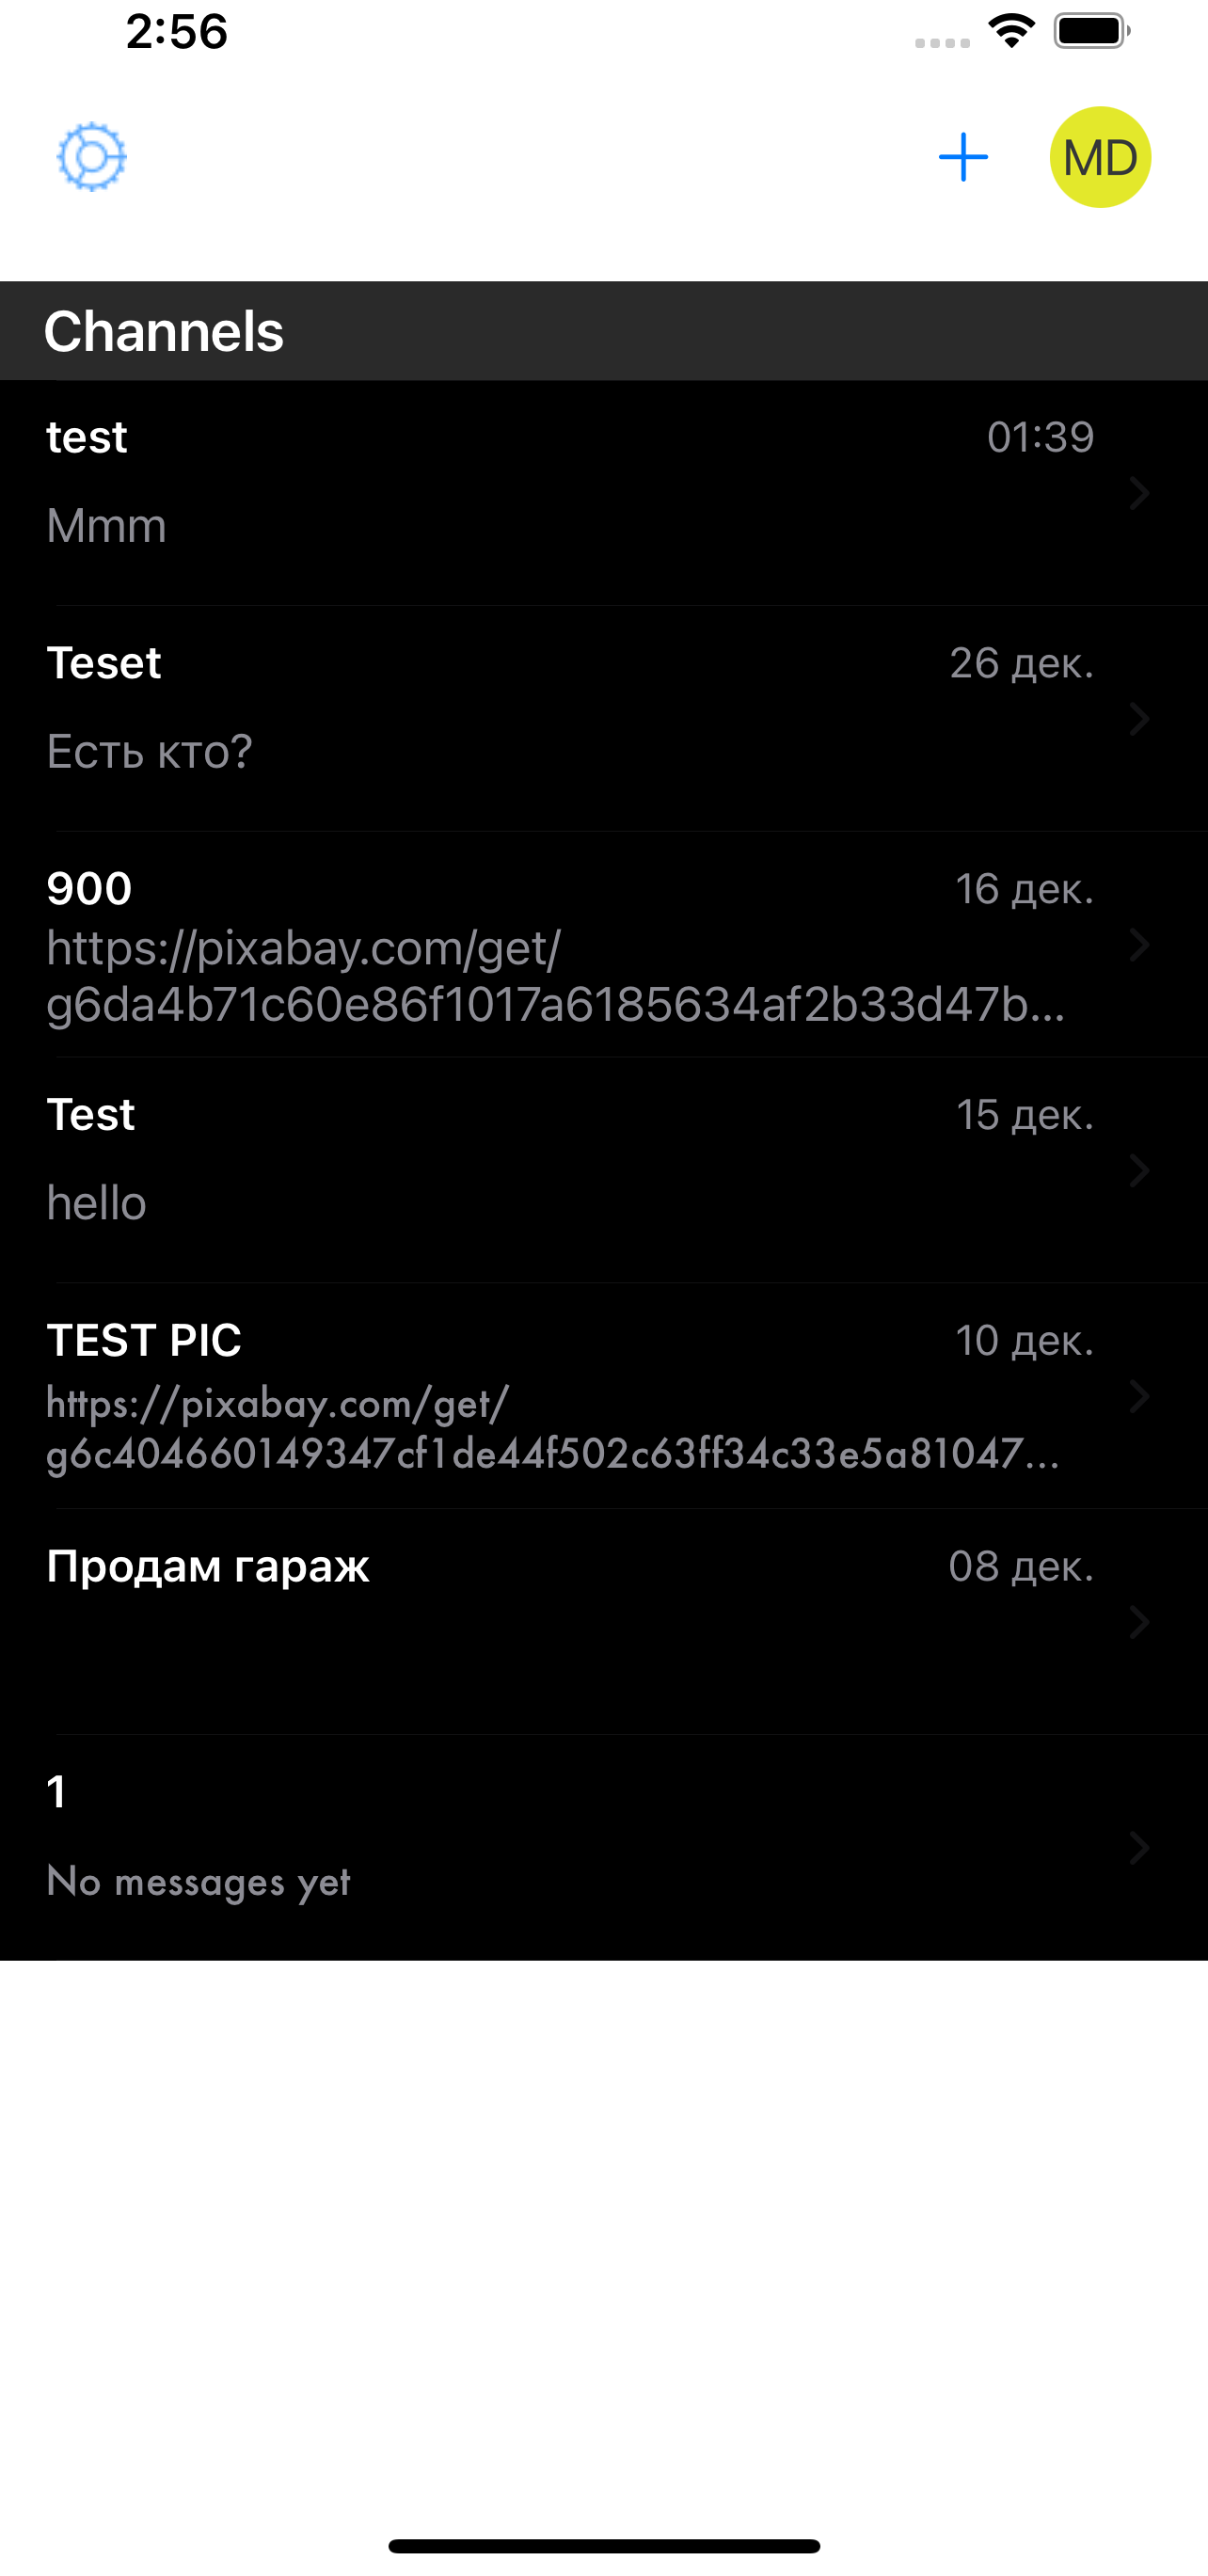 2:56
MD
Channels
test 01:39
Mmm
Teset 26 дек.
Есть кто?
900 16 дек.
https://pixabay.com/get/
g6da4b71c60e86f1017a6185634af2b33d47b...
Test 15 дек.
hello
TEST PIC 10 дек.
https://pixabay.com/get/
g6c404660149347cf1de44f502c63ff34c33e5a81047...
Продам гараж 08 дек.
1
No messages yet